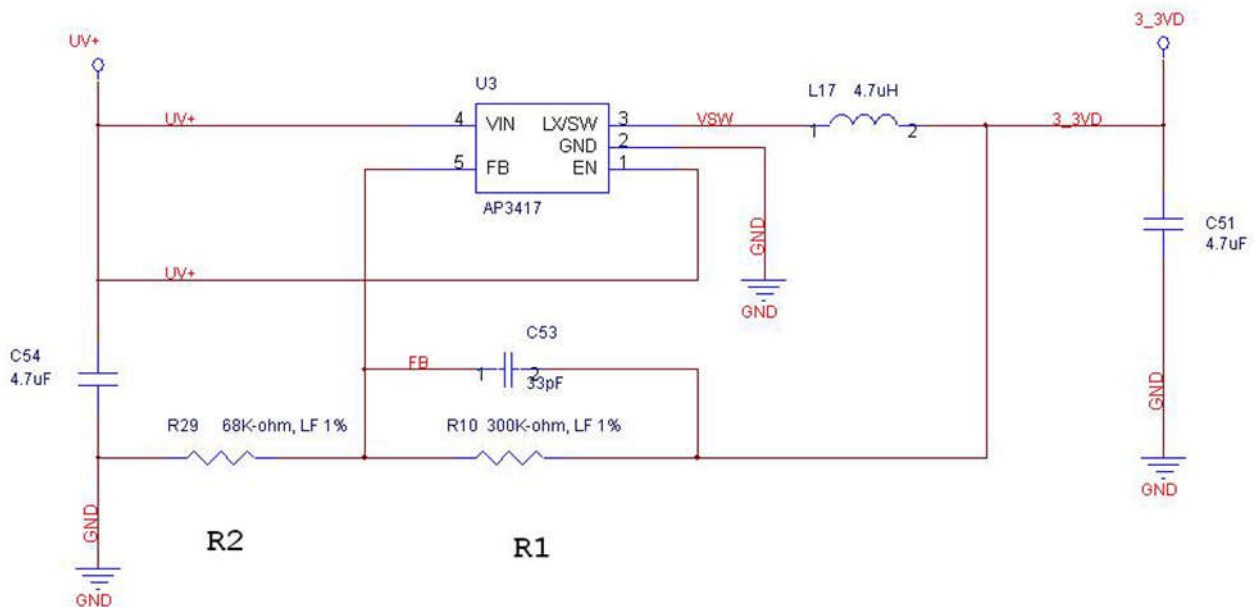 UV+
3_3VD
U3
L17 4.7uH
UV+
4 VIN LX/SW 3
VSW
1 2
3_3VD
GND 2
5 FB EN 1
AP3417
GND
GND
C51
4.7uF
UV+
C53
FB
1 2
33pF
C54
4.7uF
GND
R29 68K-ohm, LF 1%
R10 300K-ohm, LF 1%
GND
GND
R2
R1
GND